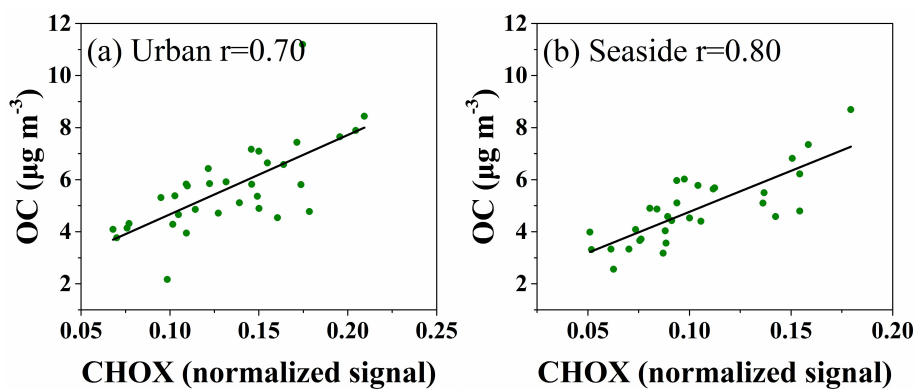 (a) Urban r=0.70
OC (μg m⁻³)
12
10
8
6
4
2
0.05 0.10 0.15 0.20 0.25
CHOX (normalized signal)
(b) Seaside r=0.80
OC (μg m⁻³)
12
10
8
6
4
2
0.05 0.10 0.15 0.20
CHOX (normalized signal)